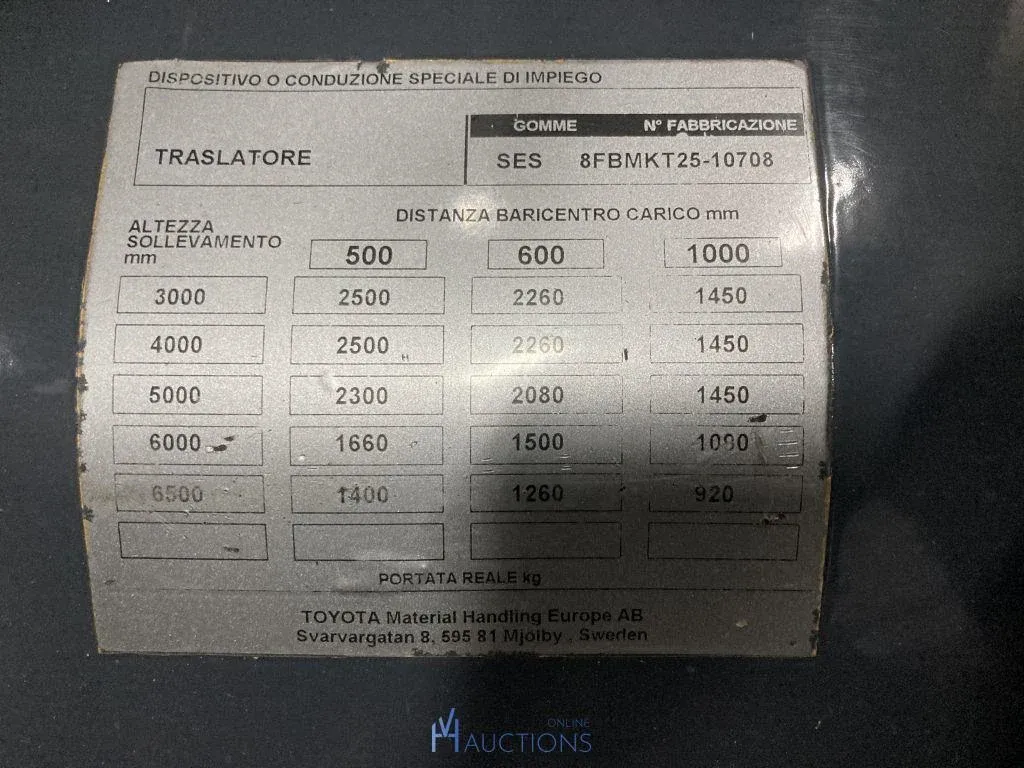 DISPOSITIVO O CONDUZIONE SPECIALE DI IMPIEGO
GOMME N° FABBRICAZIONE
TRASLATORE SES 8FBMKT25-10708
DISTANZA BARICENTRO CARICO mm
ALTEZZA
SOLLEVAMENTO
mm 500 600 1000
3000 2500 2260 1450
4000 2500 2260 1450
5000 2300 2080 1450
6000 1660 1500 1090
6500 1400 1260 920
PORTATA REALE kg
TOYOTA Material Handling Europe AB
Svarvargatan 8, 595 81 Mjölby , Sweden
VH ONLINE
AUCTIONS